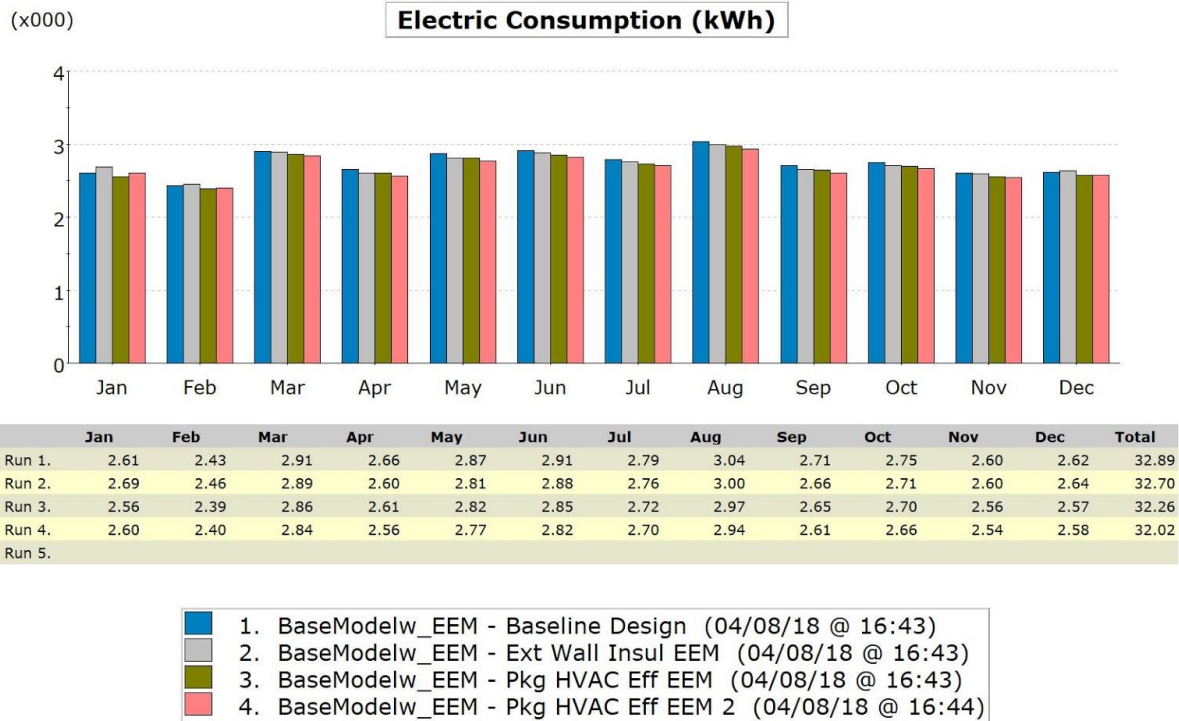 (x000)
Electric Consumption (kWh)
4
3
2
1
0
Jan Feb Mar Apr May Jun Jul Aug Sep Oct Nov Dec
Jan Feb Mar Apr May Jun Jul Aug Sep Oct Nov Dec Total
Run 1. 2.61 2.43 2.91 2.66 2.87 2.91 2.79 3.04 2.71 2.75 2.60 2.62 32.89
Run 2. 2.69 2.46 2.89 2.60 2.81 2.88 2.76 3.00 2.66 2.71 2.60 2.64 32.70
Run 3. 2.56 2.39 2.86 2.61 2.82 2.85 2.72 2.97 2.65 2.70 2.56 2.57 32.26
Run 4. 2.60 2.40 2.84 2.56 2.77 2.82 2.70 2.94 2.61 2.66 2.54 2.58 32.02
Run 5.
1. BaseModelw_EEM - Baseline Design (04/08/18 @ 16:43)
2. BaseModelw_EEM - Ext Wall Insul EEM (04/08/18 @ 16:43)
3. BaseModelw_EEM - Pkg HVAC Eff EEM (04/08/18 @ 16:43)
4. BaseModelw_EEM - Pkg HVAC Eff EEM 2 (04/08/18 @ 16:44)